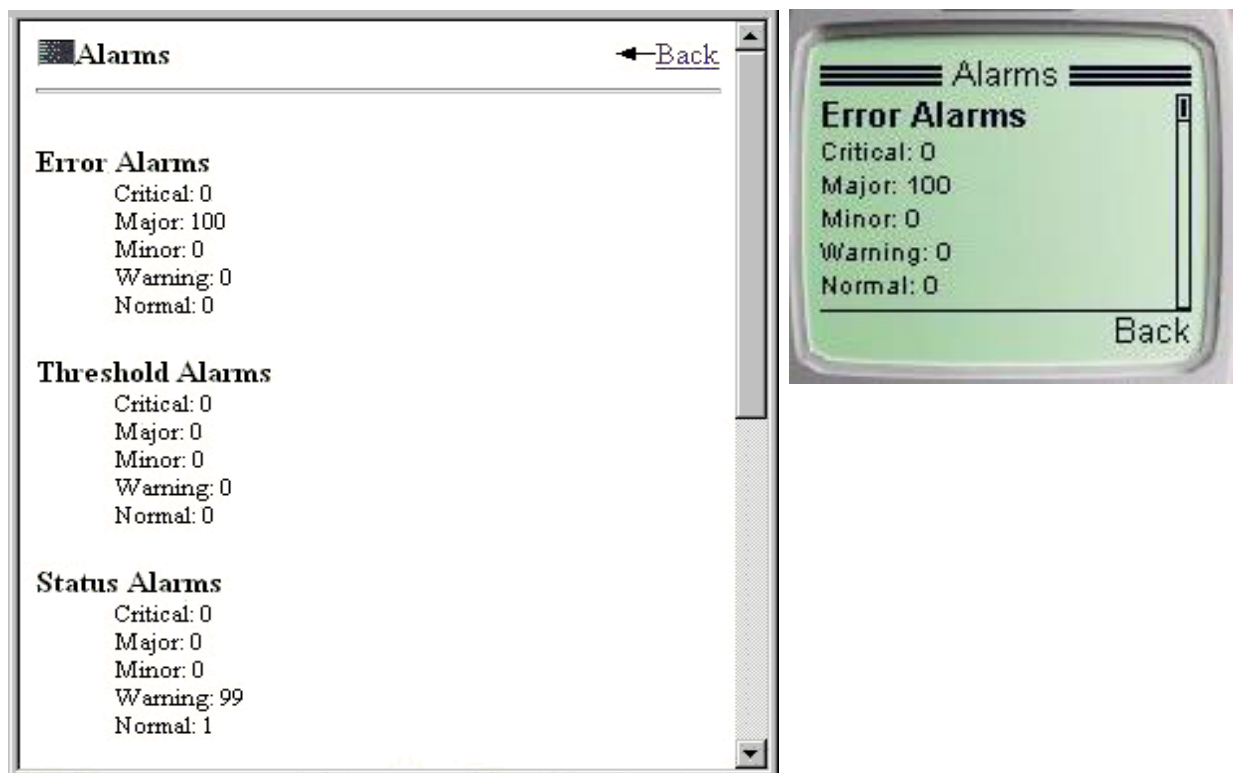 Alarms
Back
Error Alarms
Critical: 0
Major: 100
Minor: 0
Warning: 0
Normal: 0
Threshold Alarms
Critical: 0
Major: 0
Minor: 0
Warning: 0
Normal: 0
Status Alarms
Critical: 0
Major: 0
Minor: 0
Warning: 99
Normal: 1
Alarms
Error Alarms
Critical: 0
Major: 100
Minor: 0
Warning: 0
Normal: 0
Back